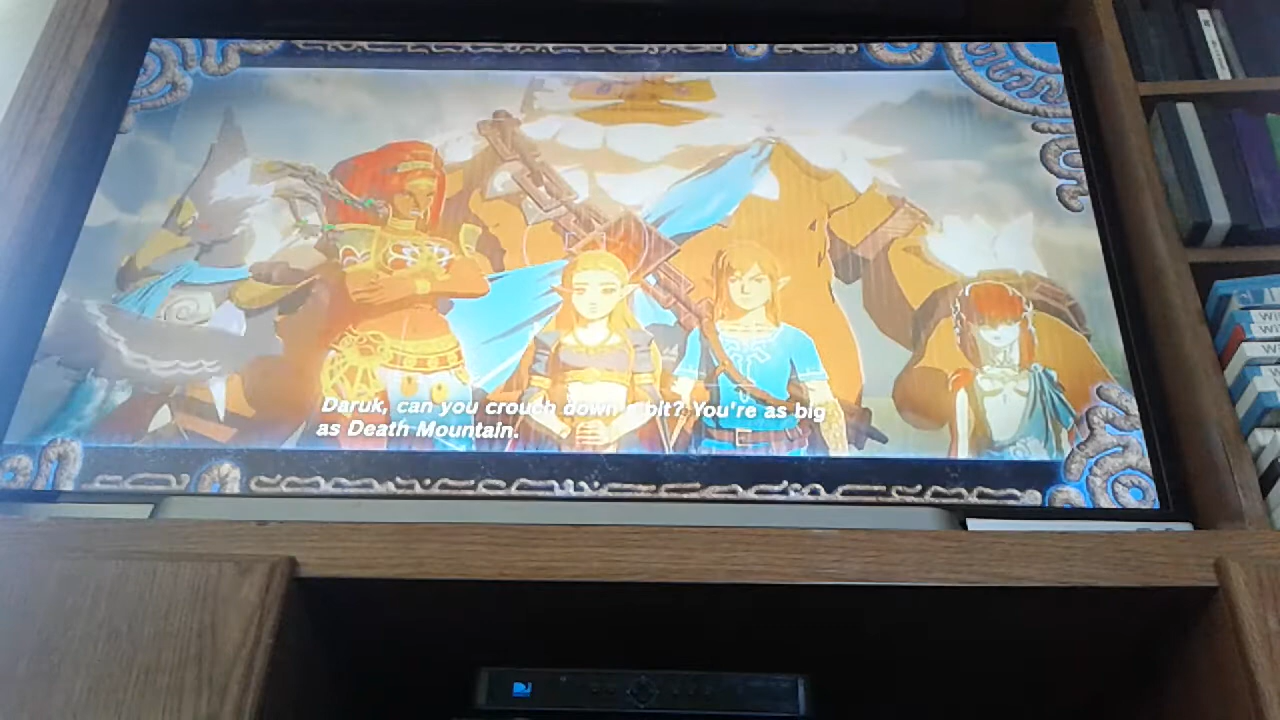 Daruk, can you crouch down a bit? You're as big
as Death Mountain.